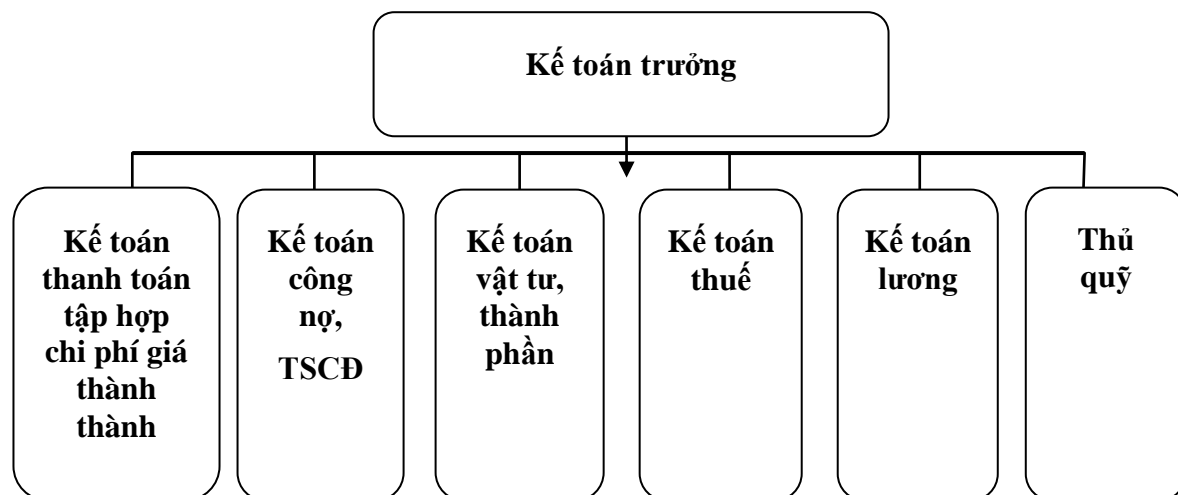 Kế toán trưởng
Kế toán
thanh toán
tập hợp
chi phí giá
thành
thành
Kế toán
công
nợ,
TSCĐ
Kế toán
vật tư,
thành
phần
Kế toán
thuế
Kế toán
lương
Thủ
quỹ